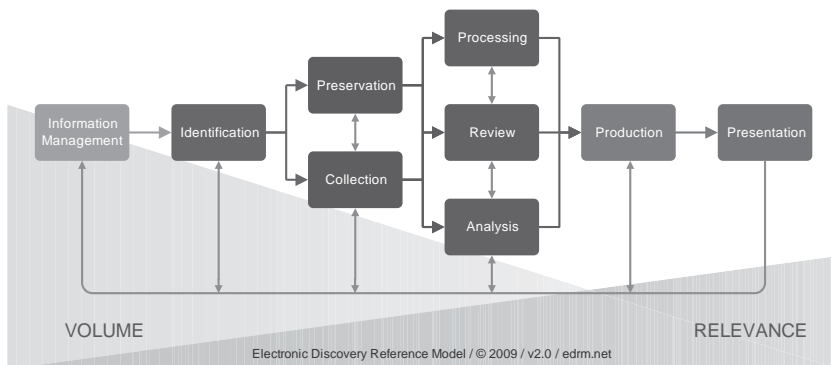 Processing
Preservation
Information
Management
Identification
Review
Production
Presentation
Collection
Analysis
VOLUME
RELEVANCE
Electronic Discovery Reference Model / © 2009 / v2.0 / edrm.net